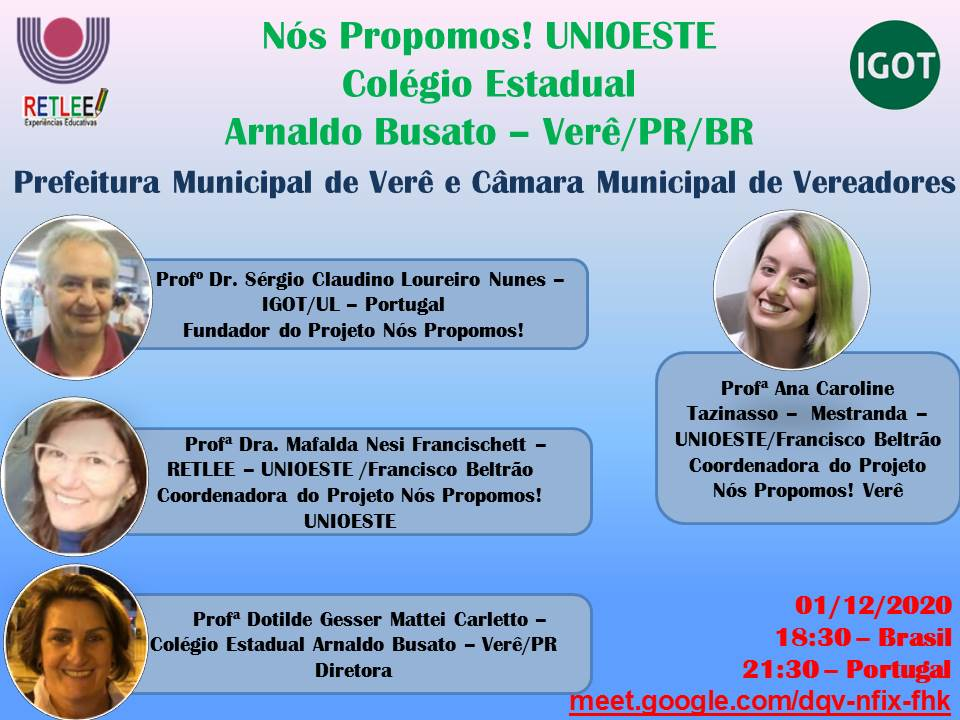 Nós Propomos! UNIOESTE
Colégio Estadual
Arnaldo Busato – Verê/PR/BR
RETLEE
Experiências Educativas
IGOT
Prefeitura Municipal de Verê e Câmara Municipal de Vereadores
Profº Dr. Sérgio Claudino Loureiro Nunes –
IGOT/UL – Portugal
Fundador do Projeto Nós Propomos!
Profª Dra. Mafalda Nesi Francischett –
RETLEE – UNIOESTE /Francisco Beltrão
Coordenadora do Projeto Nós Propomos!
UNIOESTE
Profª Dotilde Gesser Mattei Carletto –
Colégio Estadual Arnaldo Busato – Verê/PR
Diretora
Profª Ana Caroline
Tazinasso – Mestranda –
UNIOESTE/Francisco Beltrão
Coordenadora do Projeto
Nós Propomos! Verê
01/12/2020
18:30 – Brasil
21:30 – Portugal
meet.google.com/dqv-nfix-fhk